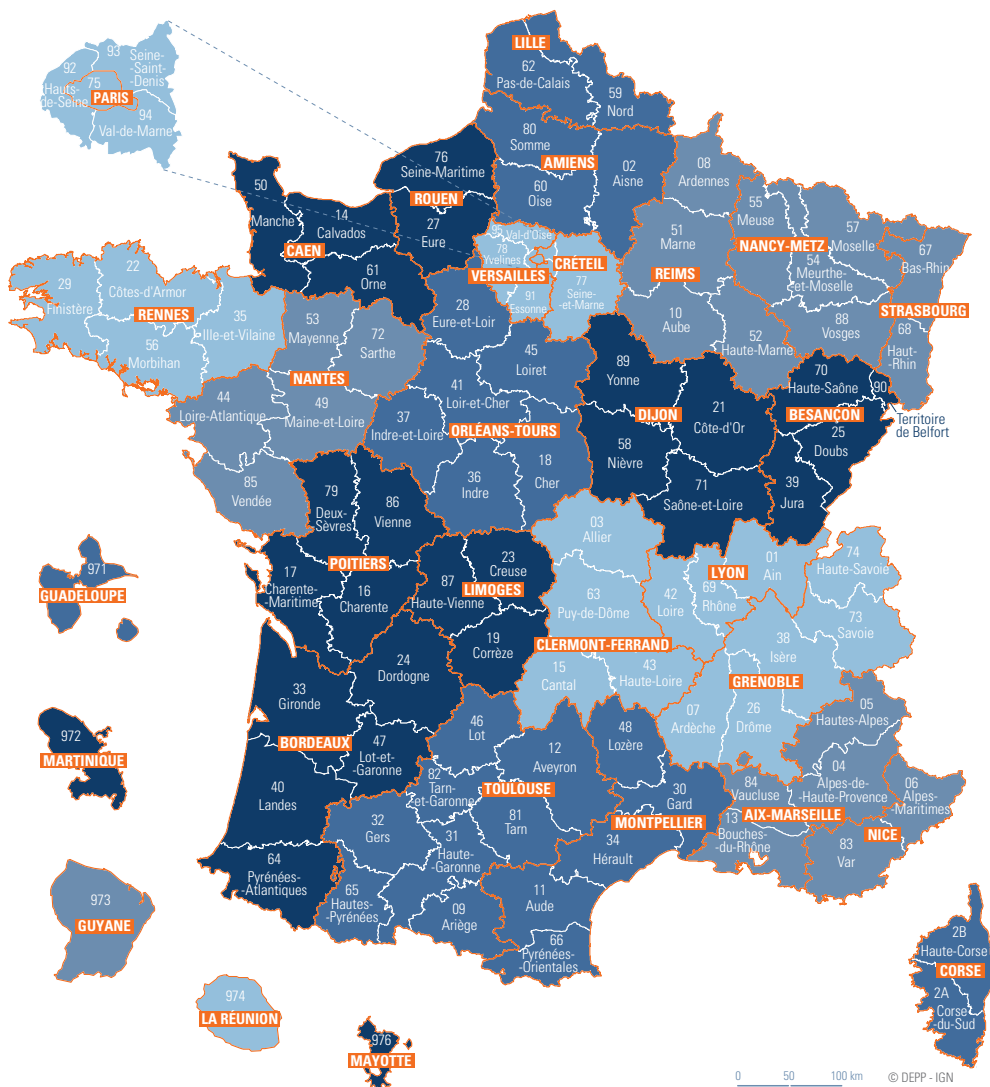 93
Seine-
-Saint-
-Denis
92
Hauts-
-de-Seine
75
PARIS
94
Val-de-Marne
LILLE
62
Pas-de-Calais
59
Nord
80
Somme
AMIENS
02
Aisne
60
Oise
76
Seine-Maritime
ROUEN
27
Eure
50
Manche
14
Calvados
CAEN
61
Orne
08
Ardennes
51
Marne
REIMS
10
Aube
52
Haute-Marne
55
Meuse
57
Moselle
NANCY-METZ
54
Meurthe-
-et-Moselle
88
Vosges
67
Bas-Rhin
STRASBOURG
68
Haut-
-Rhin
95
Val-d'Oise
78
Yvelines
VERSAILLES
91
Essonne
CRÉTEIL
77
Seine-
-et-Marne
29
Finistère
22
Côtes-d'Armor
RENNES
35
Ille-et-Vilaine
56
Morbihan
53
Mayenne
72
Sarthe
NANTES
44
Loire-Atlantique
49
Maine-et-Loire
85
Vendée
28
Eure-et-Loir
45
Loiret
41
Loir-et-Cher
37
Indre-et-Loire
ORLÉANS-TOURS
36
Indre
18
Cher
89
Yonne
DIJON
21
Côte-d'Or
58
Nièvre
71
Saône-et-Loire
70
Haute-Saône
90
Territoire
de Belfort
BESANÇON
25
Doubs
39
Jura
79
Deux-
-Sèvres
86
Vienne
POITIERS
17
Charente-
-Maritime
16
Charente
23
Creuse
LIMOGES
87
Haute-Vienne
19
Corrèze
03
Allier
63
Puy-de-Dôme
CLERMONT-FERRAND
15
Cantal
43
Haute-Loire
LYON
01
Ain
69
Rhône
42
Loire
74
Haute-Savoie
73
Savoie
38
Isère
GRENOBLE
07
Ardèche
26
Drôme
24
Dordogne
33
Gironde
BORDEAUX
47
Lot-et-
-Garonne
40
Landes
64
Pyrénées-
-Atlantiques
46
Lot
12
Aveyron
82
Tarn-
-et-Garonne
TOULOUSE
81
Tarn
32
Gers
31
Haute-
-Garonne
65
Hautes-
-Pyrénées
09
Ariège
48
Lozère
30
Gard
MONTPELLIER
34
Hérault
11
Aude
66
Pyrénées-
-Orientales
05
Hautes-Alpes
04
Alpes-de-
-Haute-Provence
84
Vaucluse
AIX-MARSEILLE
13
Bouches-
-du-Rhône
06
Alpes-
-Maritimes
NICE
83
Var
2B
Haute-Corse
CORSE
2A
Corse-
-du-Sud
971
GUADELOUPE
972
MARTINIQUE
973
GUYANE
974
LA RÉUNION
976
MAYOTTE
0 50 100 km
© DEPP - IGN